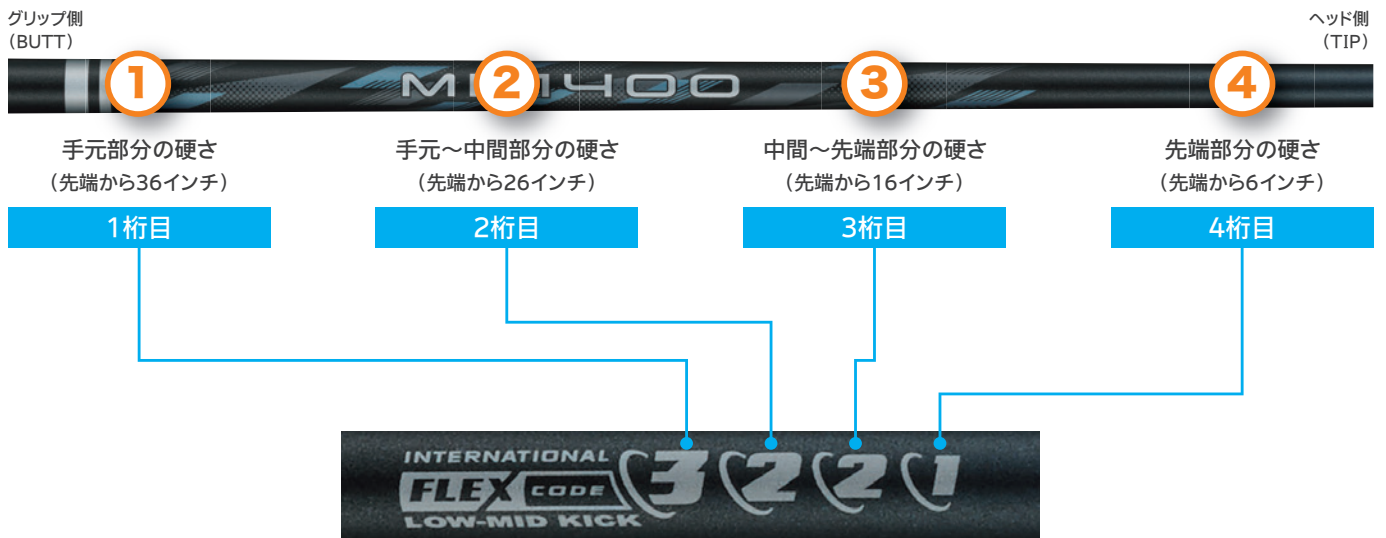 グリップ側
(BUTT)
ヘッド側
(TIP)
1
2
3
4
手元部分の硬さ
(先端から36インチ)
手元〜中間部分の硬さ
(先端から26インチ)
中間〜先端部分の硬さ
(先端から16インチ)
先端部分の硬さ
(先端から6インチ)
1桁目
2桁目
3桁目
4桁目
INTERNATIONAL
FLEX CODE
LOW-MID KICK
3 2 2 1